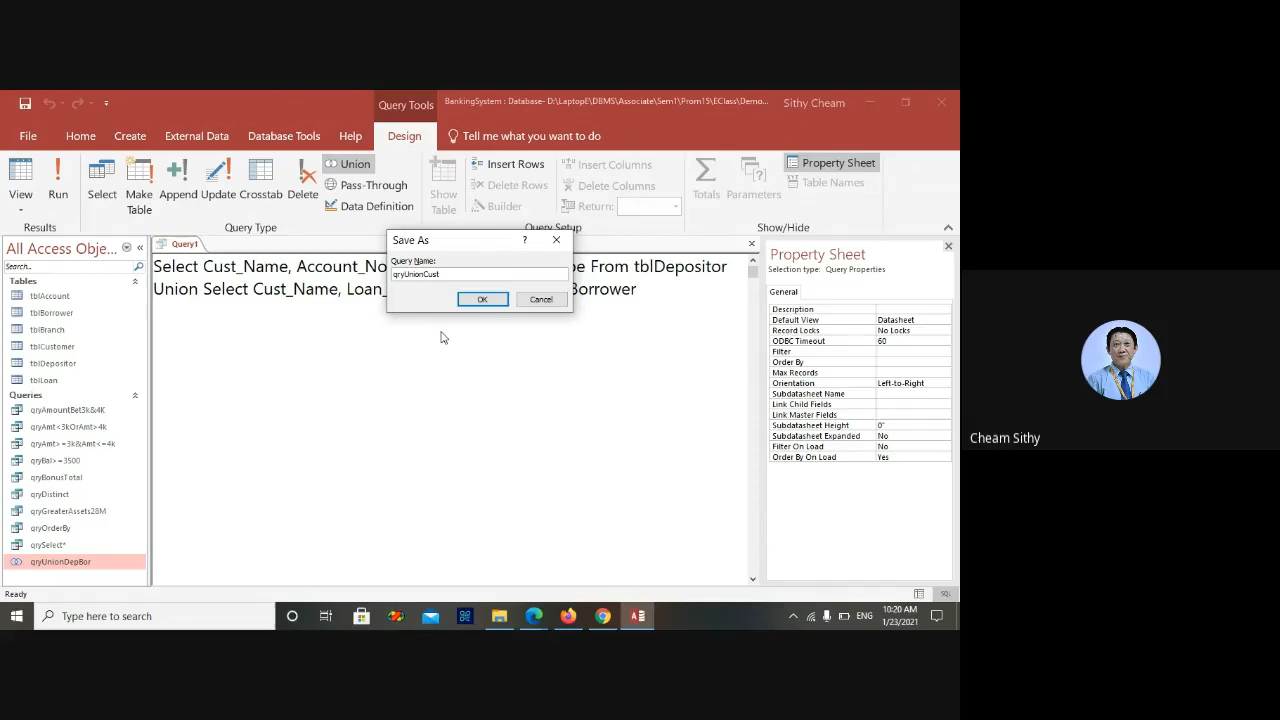 Query Tools
BankingSystem : Database- D:\LaptopE\DBMS\Associate\Sem1\Prom15\EClass\Demo...
Sithy Cheam
File Home Create External Data Database Tools Help Design Tell me what you want to do
View
Run
Results
Select
Make Table
Append
Update
Crosstab
Delete
Union
Pass-Through
Data Definition
Query Type
Show Table
Insert Rows
Delete Rows
Builder
Insert Columns
Delete Columns
Return:
Query Setup
Totals
Parameters
Property Sheet
Table Names
Show/Hide
All Access Obje...
Search...
Tables
tblAccount
tblBorrower
tblBranch
tblCustomer
tblDepositor
tblLoan
Queries
qryAmountBet3k&4K
qryAmt<3kOrAmt>4k
qryAmt>=3k&Amt<=4k
qryBal>=3500
qryBonusTotal
qryDistinct
qryGreaterAssets28M
qryOrderBy
qrySelect*
qryUnionDepBor
Query1
Select Cust_Name, Account_No pe From tblDepositor
Union Select Cust_Name, Loan_ Borrower
Save As
?
Query Name:
qryUnionCust
OK Cancel
Property Sheet
Selection type: Query Properties
General
Description
Default View Datasheet
Record Locks No Locks
ODBC Timeout 60
Filter
Order By
Max Records
Orientation Left-to-Right
Subdatasheet Name
Link Child Fields
Link Master Fields
Subdatasheet Height 0"
Subdatasheet Expanded No
Filter On Load No
Order By On Load Yes
Ready
SQL
Type here to search
ENG
10:20 AM
1/23/2021
Cheam Sithy